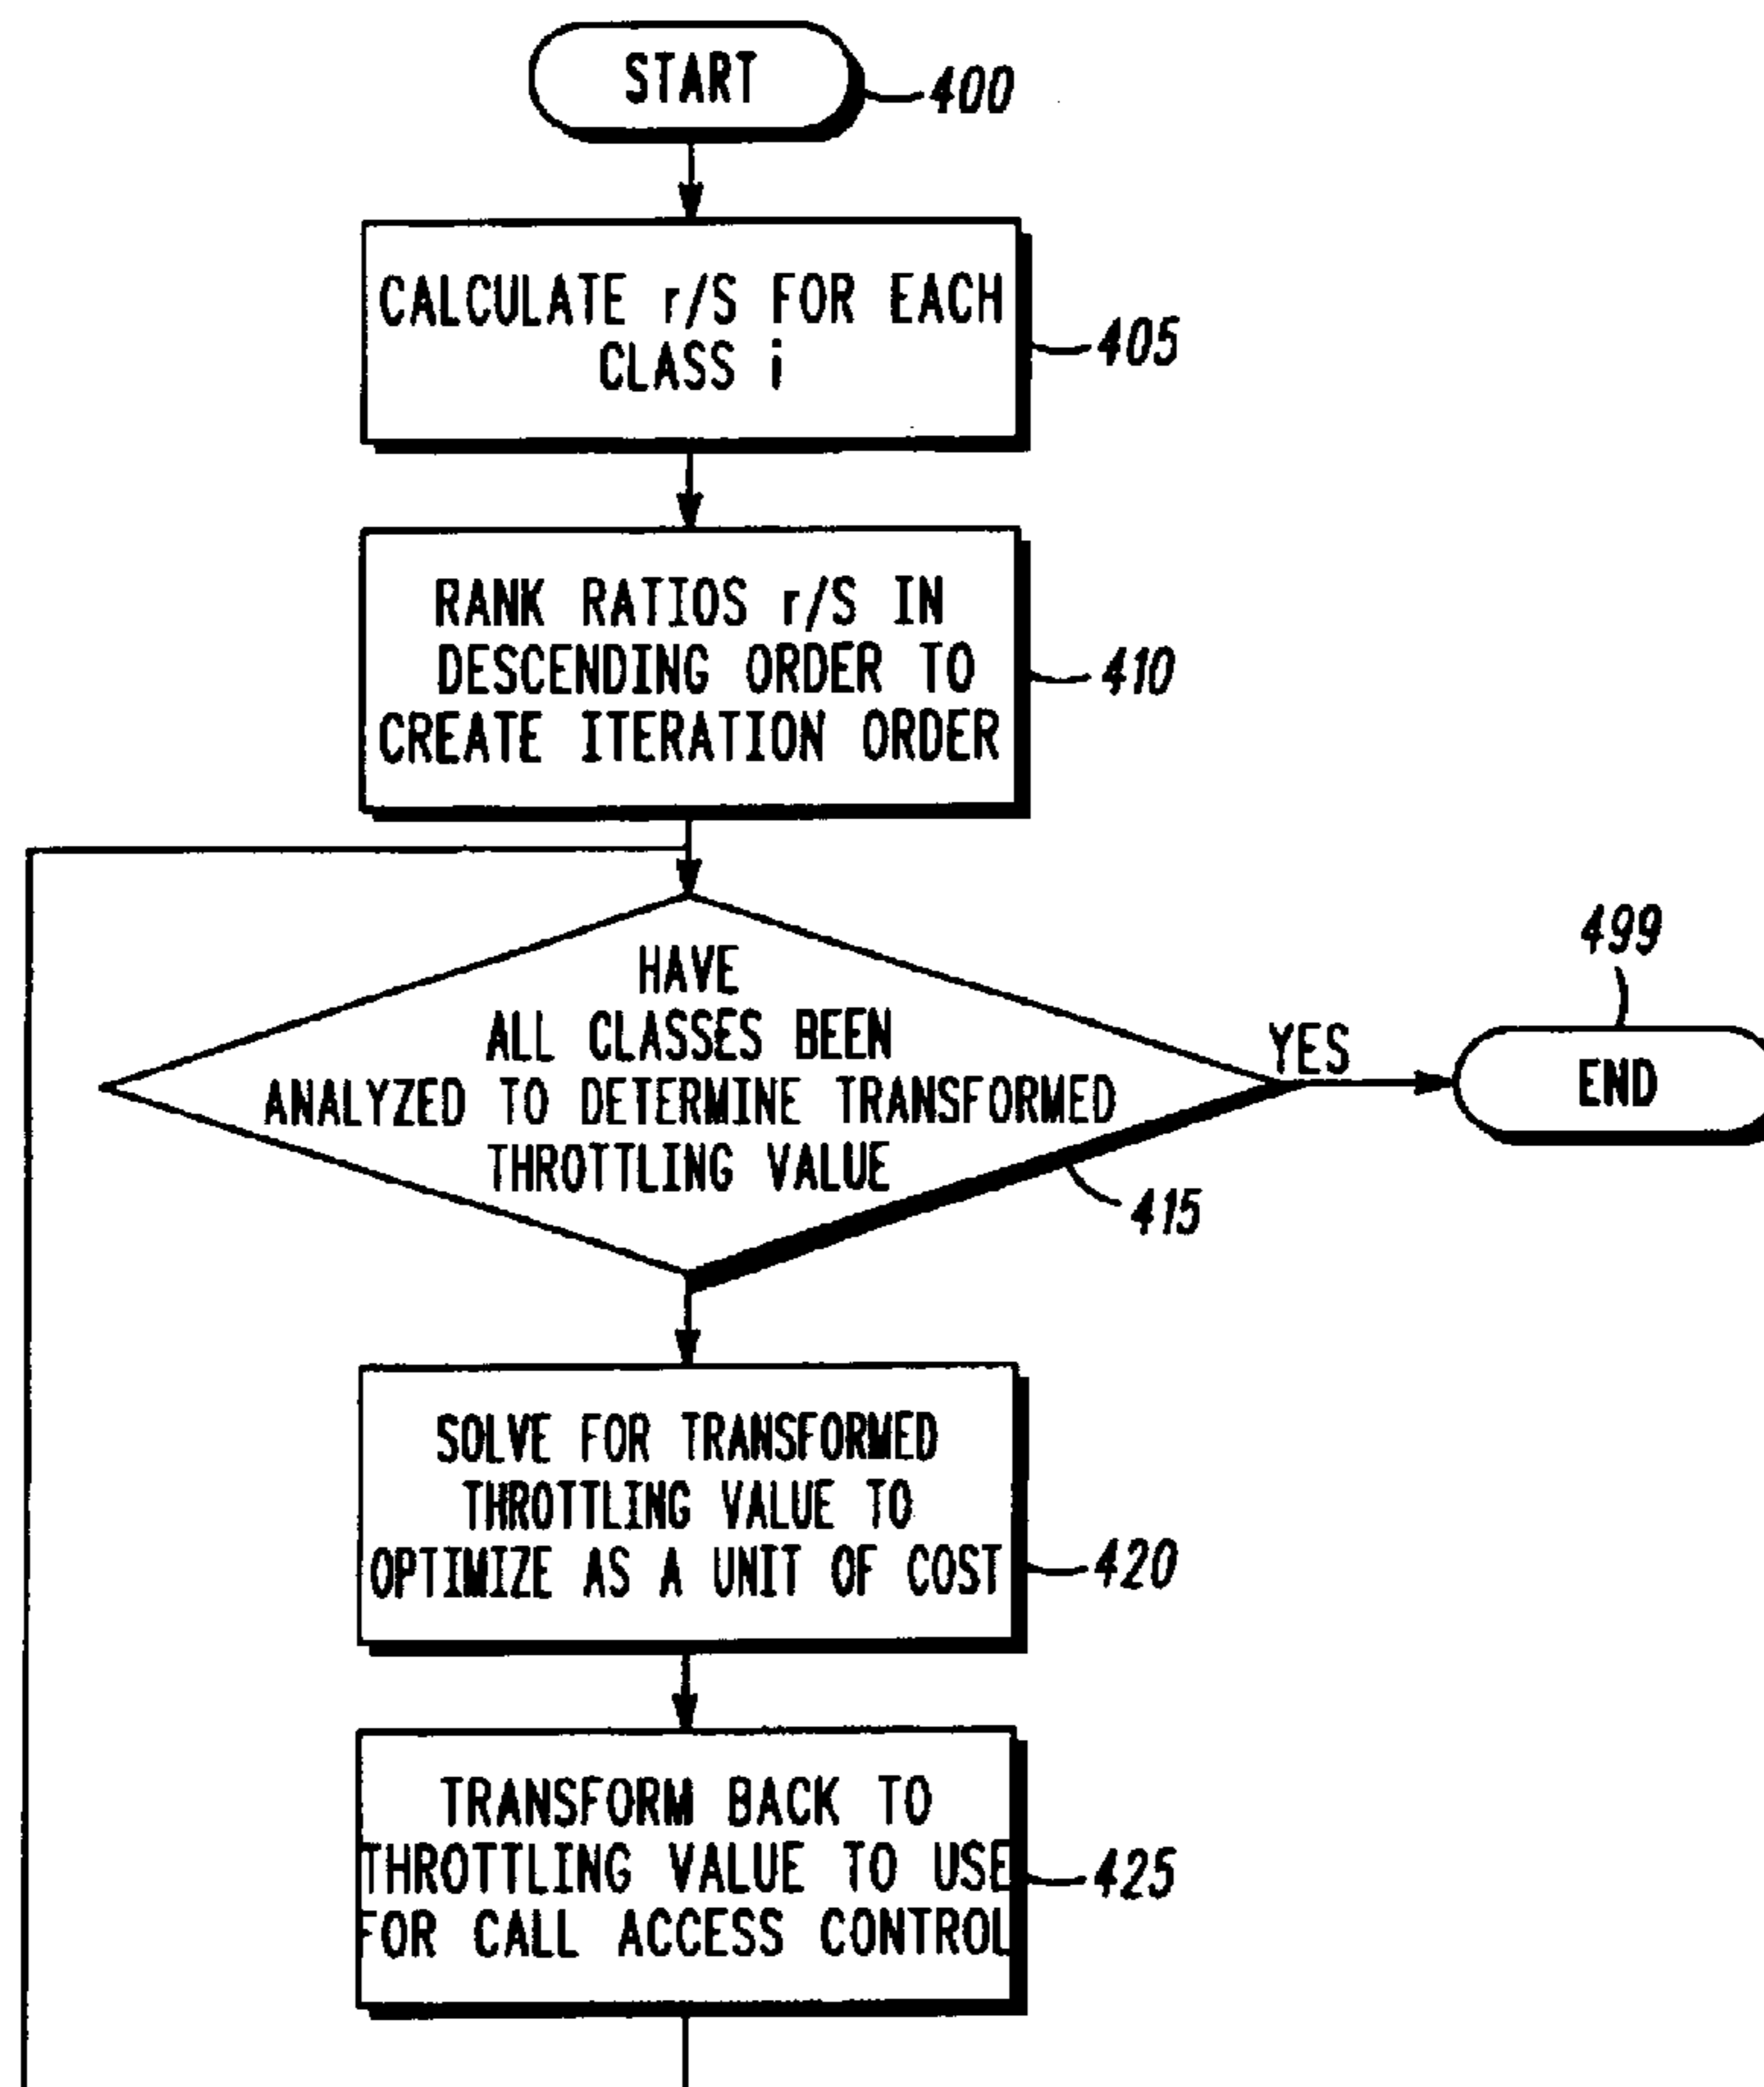 START
400
CALCULATE r/S FOR EACH
CLASS i
405
RANK RATIOS r/S IN
DESCENDING ORDER TO
CREATE ITERATION ORDER
410
HAVE
ALL CLASSES BEEN
ANALYZED TO DETERMINE TRANSFORMED
THROTTLING VALUE
415
YES
499
END
SOLVE FOR TRANSFORMED
THROTTLING VALUE TO
OPTIMIZE AS A UNIT OF COST
420
TRANSFORM BACK TO
THROTTLING VALUE TO USE
FOR CALL ACCESS CONTROL
425